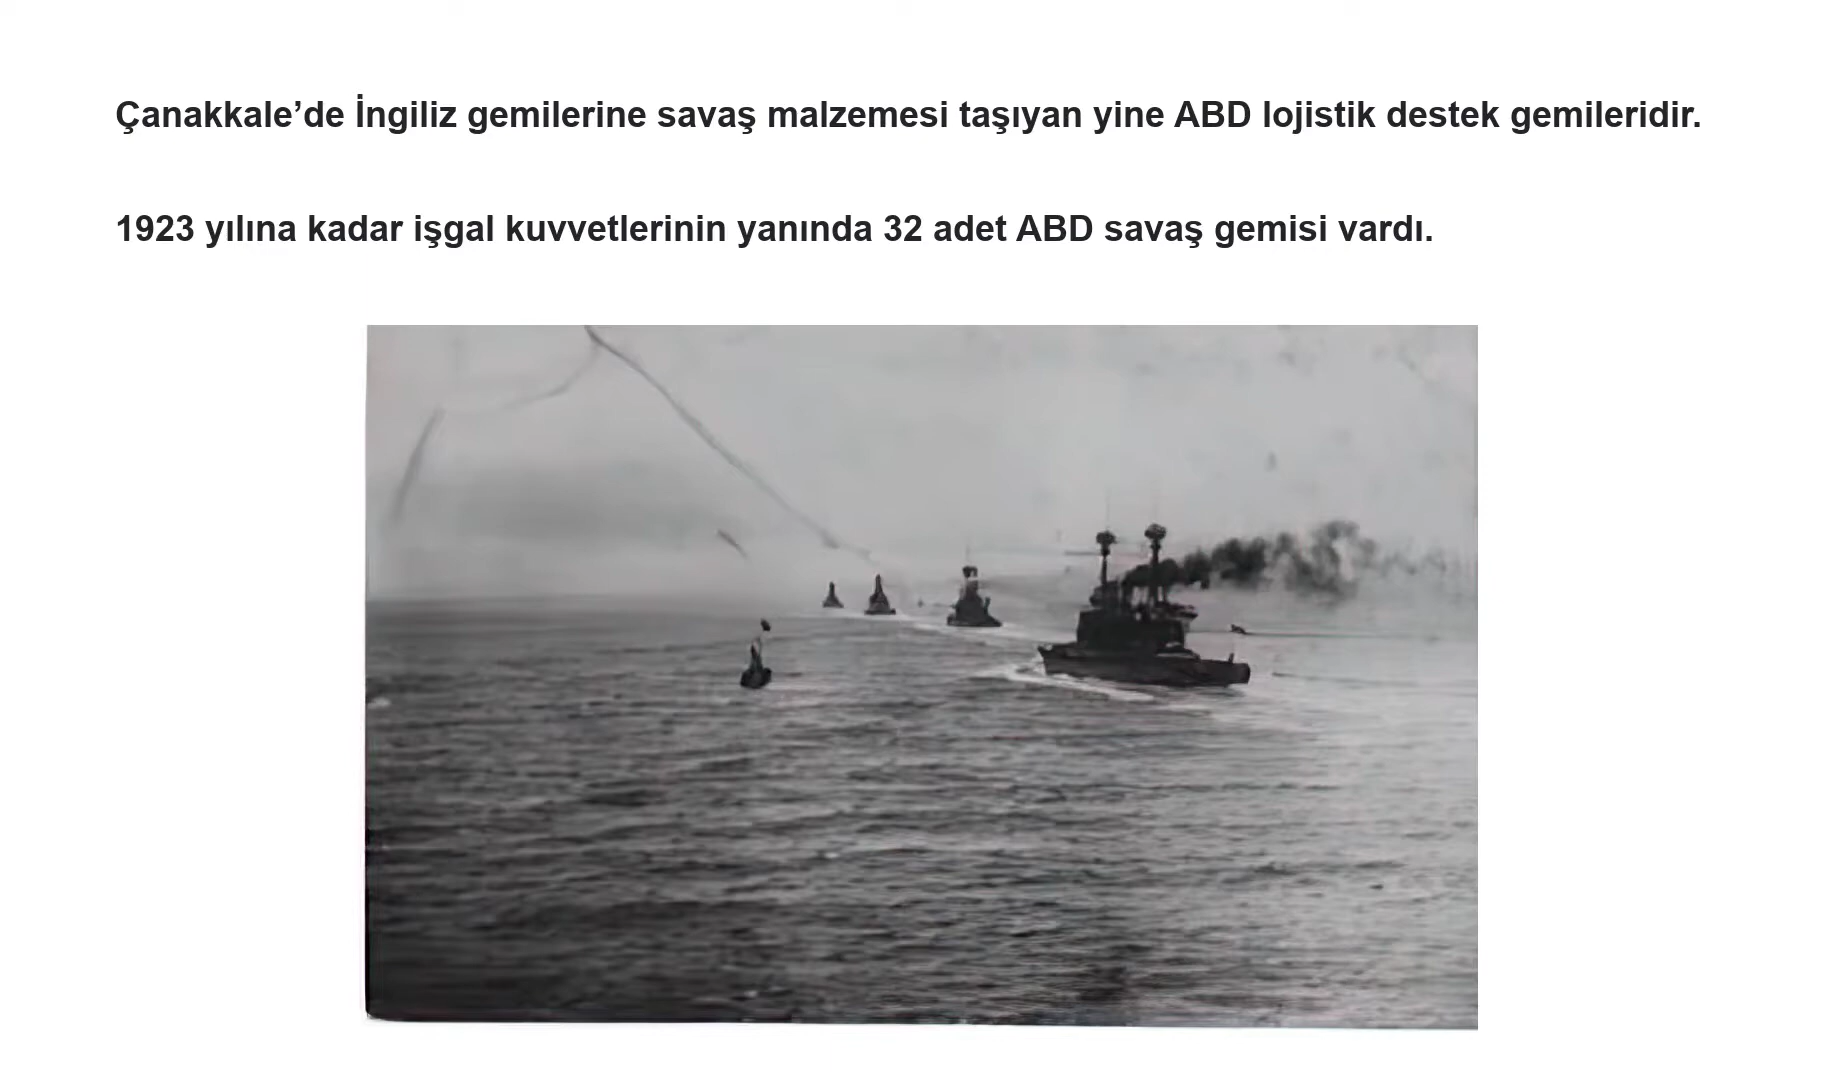 Çanakkale’de İngiliz gemilerine savaş malzemesi taşıyan yine ABD lojistik destek gemileridir.
1923 yılına kadar işgal kuvvetlerinin yanında 32 adet ABD savaş gemisi vardı.